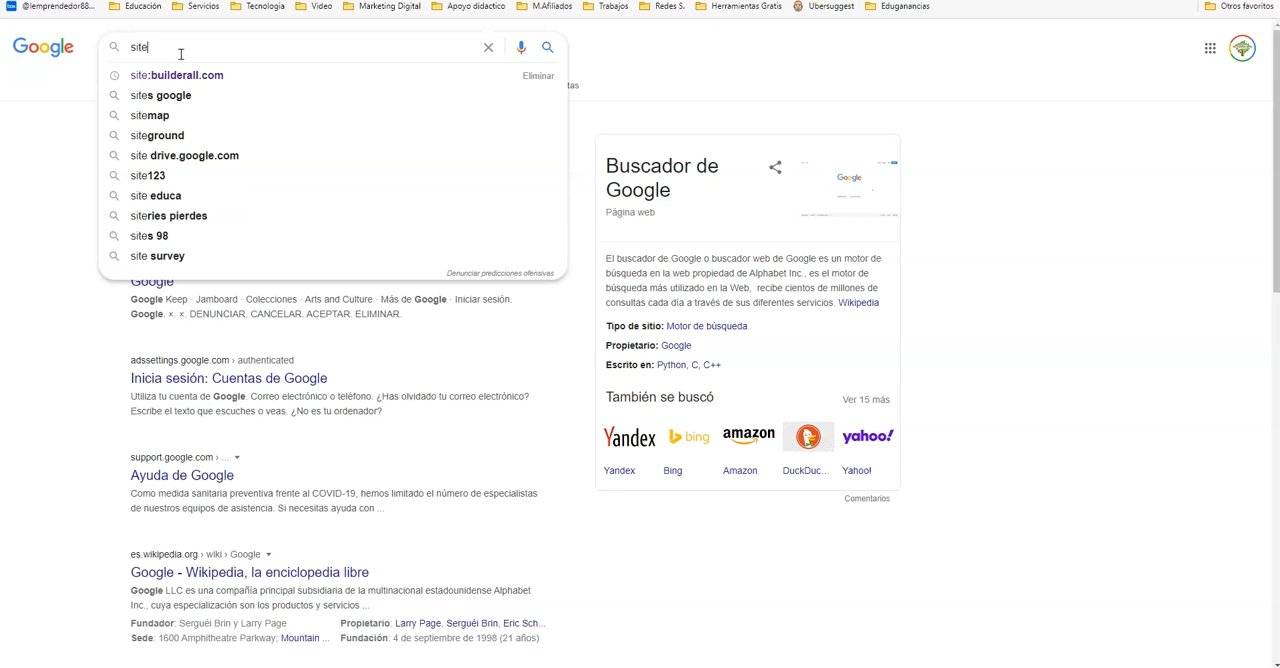 box @lemprendedor88... Educación Servicios Tecnologia Video Marketing Digital Apoyo didactico M.Afiliados Trabajos Redes S. Herramientas Gratis Ubersuggest Eduganancias Otros favoritos
Google
site
site:builderall.com Eliminar
sites google
tas
sitemap
siteground
site drive.google.com
site123
site educa
siteries pierdes
sites 98
site survey
Denunciar predicciones ofensivas
Google
Google Keep · Jamboard · Colecciones · Arts and Culture · Más de Google · Iniciar sesión.
Google. ×. ×. DENUNCIAR. CANCELAR. ACEPTAR. ELIMINAR.
adssettings.google.com › authenticated
Inicia sesión: Cuentas de Google
Utiliza tu cuenta de Google. Correo electrónico o teléfono. ¿Has olvidado tu correo electrónico?
Escribe el texto que escuches o veas. ¿No es tu ordenador?
support.google.com › ...
Ayuda de Google
Como medida sanitaria preventiva frente al COVID-19, hemos limitado el número de especialistas
de nuestros equipos de asistencia. Si necesitas ayuda con ...
es.wikipedia.org › wiki › Google
Google - Wikipedia, la enciclopedia libre
Google LLC es una compañía principal subsidiaria de la multinacional estadounidense Alphabet
Inc., cuya especialización son los productos y servicios ...
Fundador: Serguéi Brin y Larry Page Propietario: Larry Page, Serguéi Brin, Eric Sch...
Sede: 1600 Amphitheatre Parkway; Mountain ... Fundación: 4 de septiembre de 1998 (21 años)
Buscador de
Google
Página web
Google
El buscador de Google o buscador web de Google es un motor de
búsqueda en la web propiedad de Alphabet Inc., es el motor de
búsqueda más utilizado en la Web, recibe cientos de millones de
consultas cada día a través de sus diferentes servicios. Wikipedia
Tipo de sitio: Motor de búsqueda
Propietario: Google
Escrito en: Python, C, C++
También se buscó Ver 15 más
Yandex bing amazon yahoo!
Yandex Bing Amazon DuckDuc... Yahoo!
Comentarios